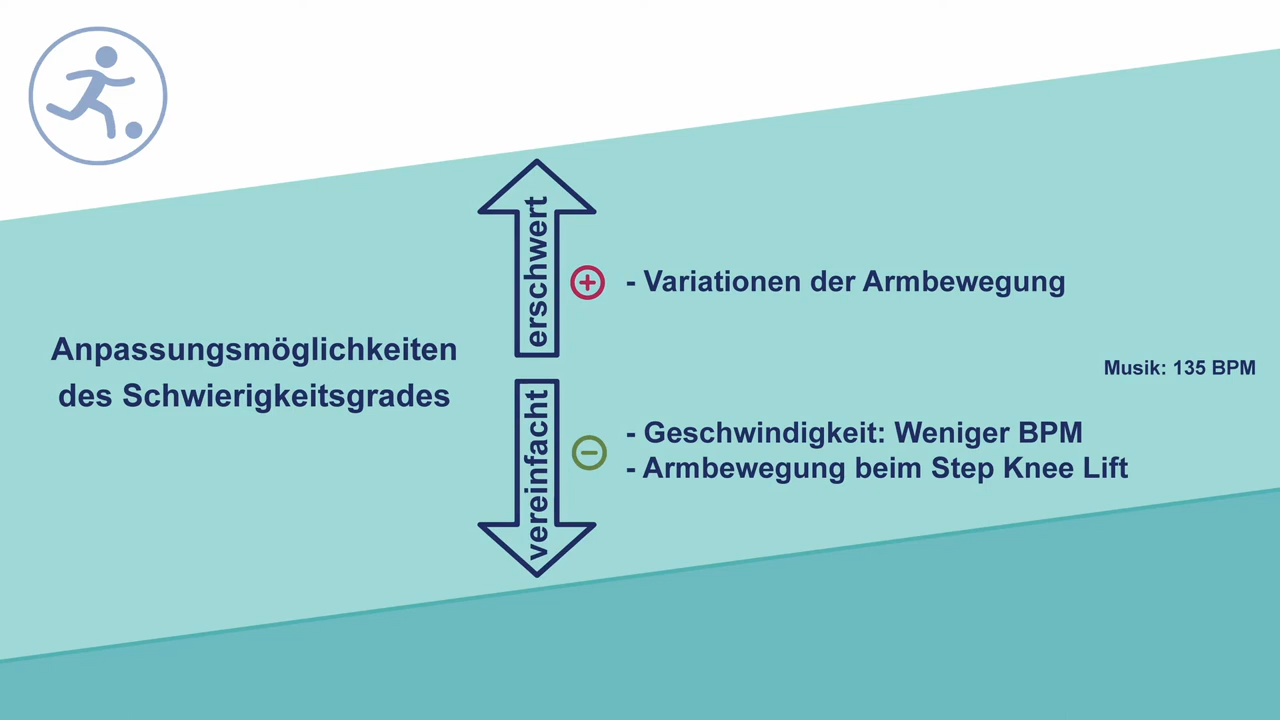 Anpassungsmöglichkeiten
des Schwierigkeitsgrades
erschwert
- Variationen der Armbewegung
vereinfacht
- Geschwindigkeit: Weniger BPM
- Armbewegung beim Step Knee Lift
Musik: 135 BPM